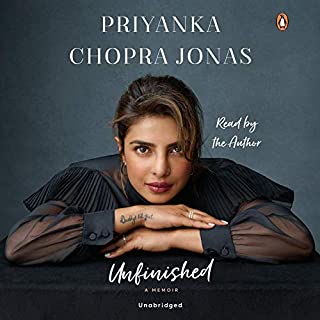 PRIYANKA
CHOPRA JONAS
Read by
the Author
Unfinished
A MEMOIR
Unabridged